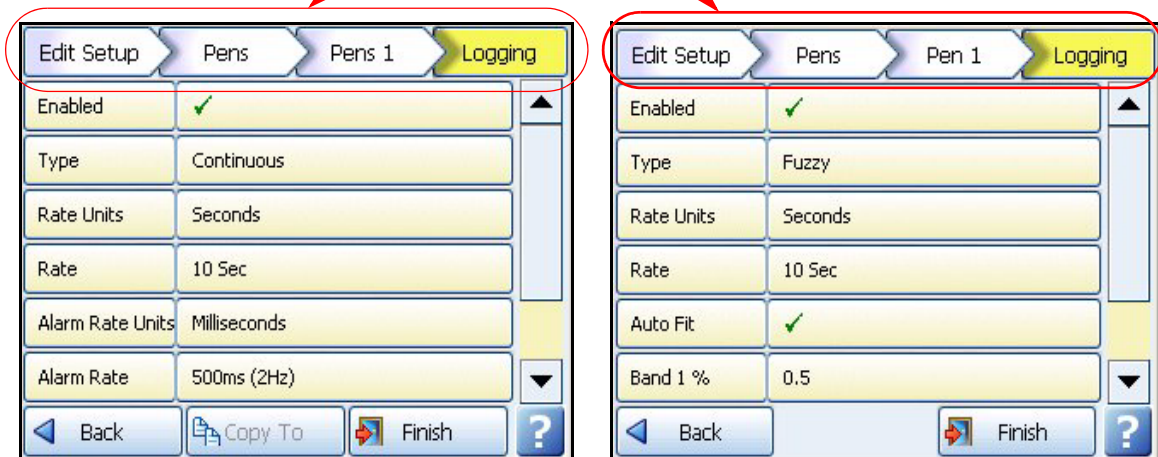 Edit Setup Pens Pens 1 Logging
Enabled
Type Continuous
Rate Units Seconds
Rate 10 Sec
Alarm Rate Units Milliseconds
Alarm Rate 500ms (2Hz)
Back Copy To Finish ?
Edit Setup Pens Pen 1 Logging
Enabled
Type Fuzzy
Rate Units Seconds
Rate 10 Sec
Auto Fit
Band 1 % 0.5
Back Finish ?